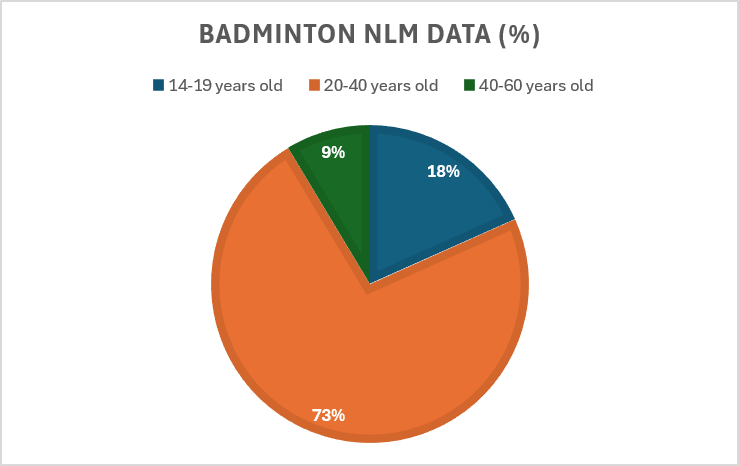 BADMINTON NLM DATA (%)
14-19 years old 20-40 years old 40-60 years old
9%
18%
73%